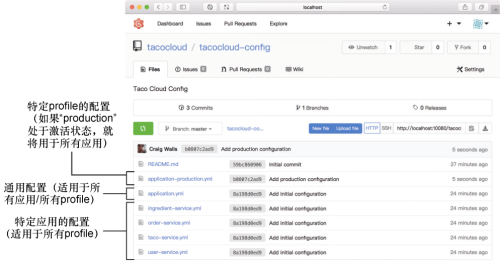 localhost
Dashboard Issues Pull Requests Explore
tacocloud / tacocloud-config
Unwatch 1 Star 0 Fork 0
Files Issues 0 Pull Requests 0 Wiki Settings
Taco Cloud Config
3 Commits 1 Branches 0 Releases
Branch: master tacocloud-co... New file Upload file HTTP SSH http://localhost:10080/tacocl
Craig Walls b0807c2ad9 Add production configuration 5 seconds ago
README.md 59bc860906 Initial commit 27 minutes ago
application-production.yml b0807c2ad9 Add production configuration 5 seconds ago
application.yml 0a198d0ed9 Add initial configuration 24 minutes ago
ingredient-service.yml 0a198d0ed9 Add initial configuration 24 minutes ago
order-service.yml 0a198d0ed9 Add initial configuration 24 minutes ago
taco-service.yml 0a198d0ed9 Add initial configuration 24 minutes ago
user-service.yml 0a198d0ed9 Add initial configuration 24 minutes ago
特定profile的配置
（如果“production”
处于激活状态，就
将用于所有应用）
通用配置（适用于所
有应用/所有profile）
特定应用的配置
（适用于所有profile）